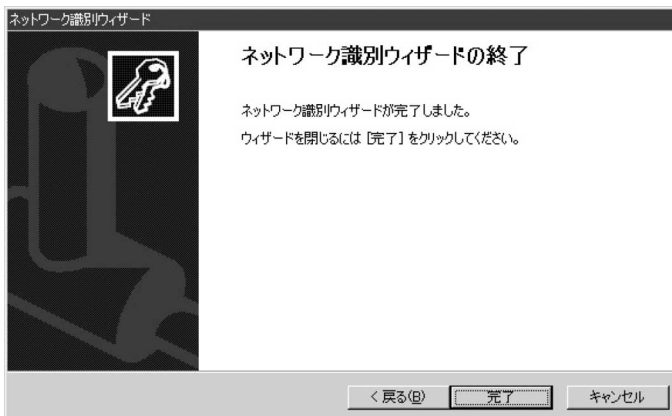 ネットワーク識別ウィザード
ネットワーク識別ウィザードの終了
ネットワーク識別ウィザードが完了しました。
ウィザードを閉じるには [完了] をクリックしてください。
< 戻る(B)
完了
キャンセル